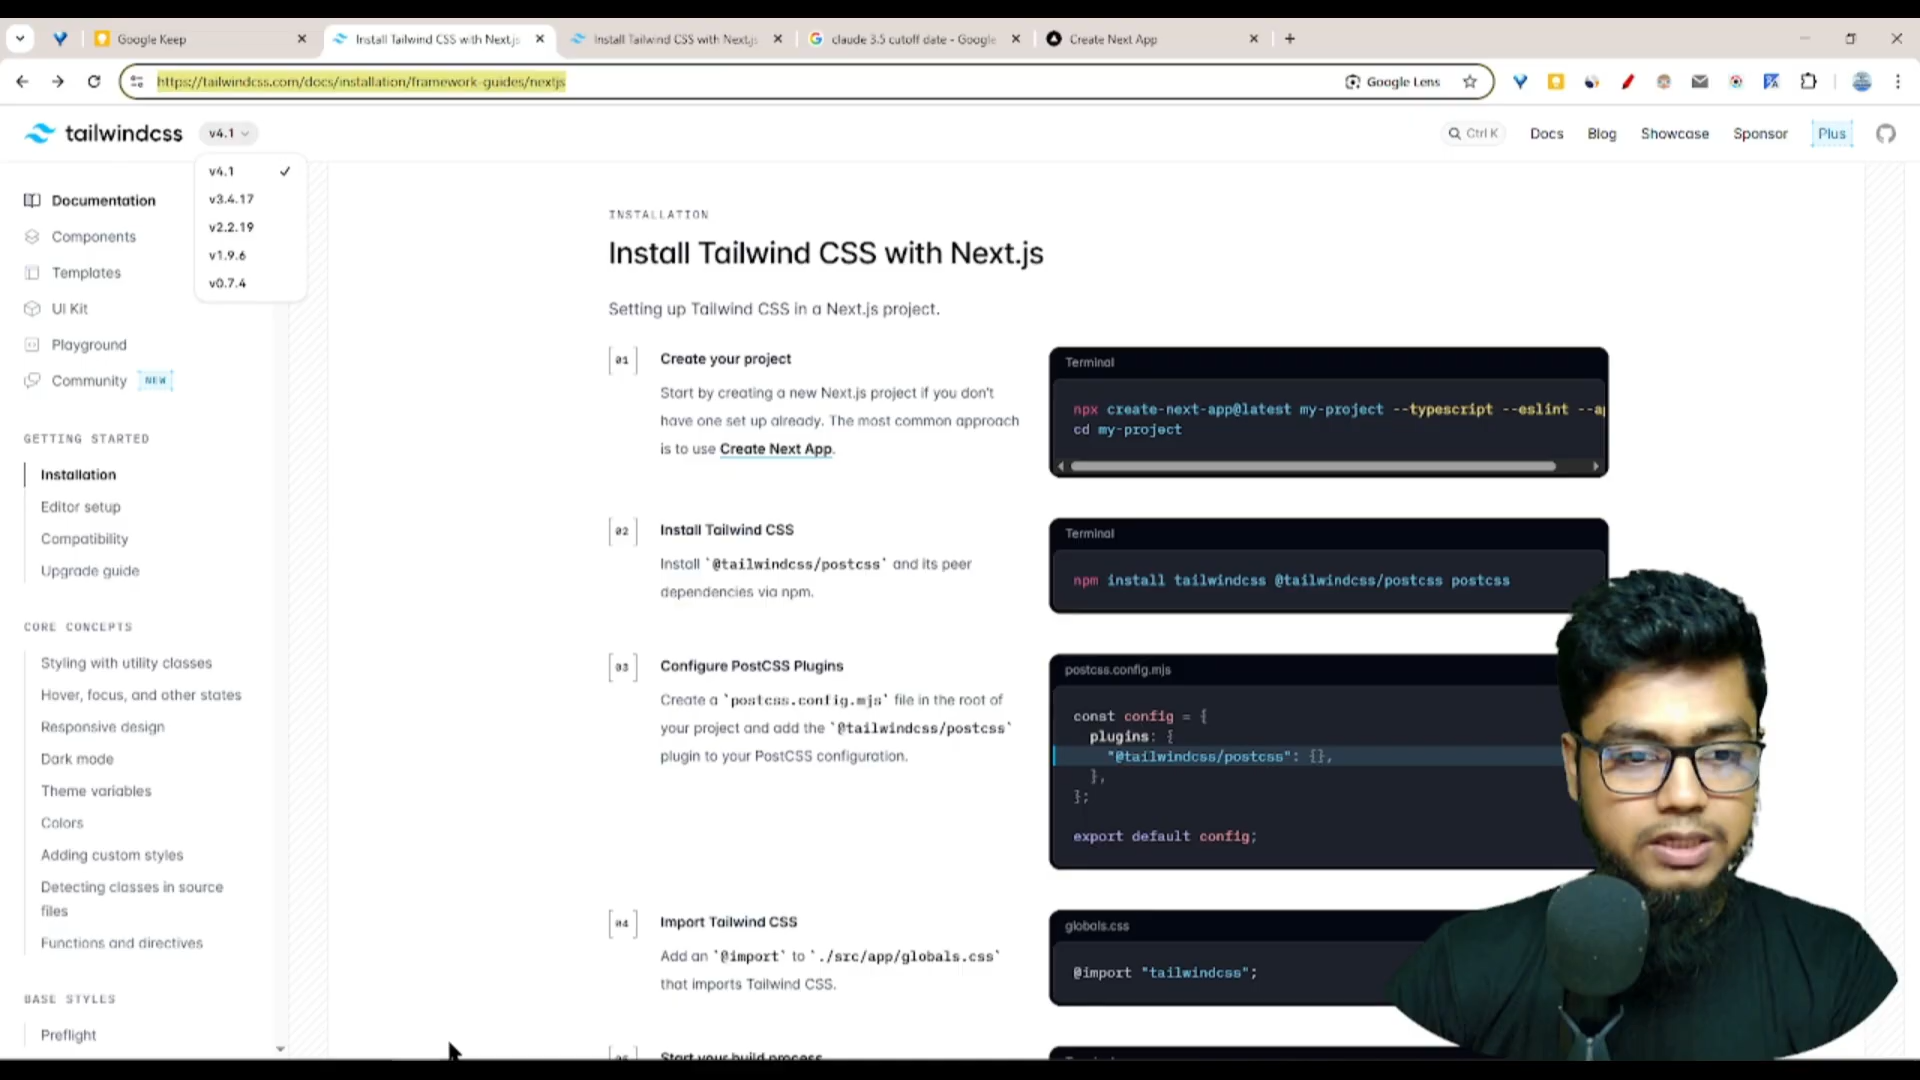 Google Keep
Install Tailwind CSS with Next.js
Install Tailwind CSS with Next.js
claude 3.5 cutoff date - Google
Create Next App
https://tailwindcss.com/docs/installation/framework-guides/nextjs
Google Lens
tailwindcss
v4.1
Ctrl K
Docs
Blog
Showcase
Sponsor
Plus
v4.1
v3.4.17
v2.2.19
v1.9.6
v0.7.4
Documentation
Components
Templates
UI Kit
Playground
Community NEW
GETTING STARTED
Installation
Editor setup
Compatibility
Upgrade guide
CORE CONCEPTS
Styling with utility classes
Hover, focus, and other states
Responsive design
Dark mode
Theme variables
Colors
Adding custom styles
Detecting classes in source
files
Functions and directives
BASE STYLES
Preflight
INSTALLATION
Install Tailwind CSS with Next.js
Setting up Tailwind CSS in a Next.js project.
01
Create your project
Start by creating a new Next.js project if you don't
have one set up already. The most common approach
is to use Create Next App.
Terminal
npx create-next-app@latest my-project --typescript --eslint --ap
cd my-project
02
Install Tailwind CSS
Install `@tailwindcss/postcss` and its peer
dependencies via npm.
Terminal
npm install tailwindcss @tailwindcss/postcss postcss
03
Configure PostCSS Plugins
Create a `postcss.config.mjs` file in the root of
your project and add the `@tailwindcss/postcss`
plugin to your PostCSS configuration.
postcss.config.mjs
const config = {
plugins: {
"@tailwindcss/postcss": {},
},
};
export default config;
04
Import Tailwind CSS
Add an `@import` to `./src/app/globals.css`
that imports Tailwind CSS.
globals.css
@import "tailwindcss";
Start your build process